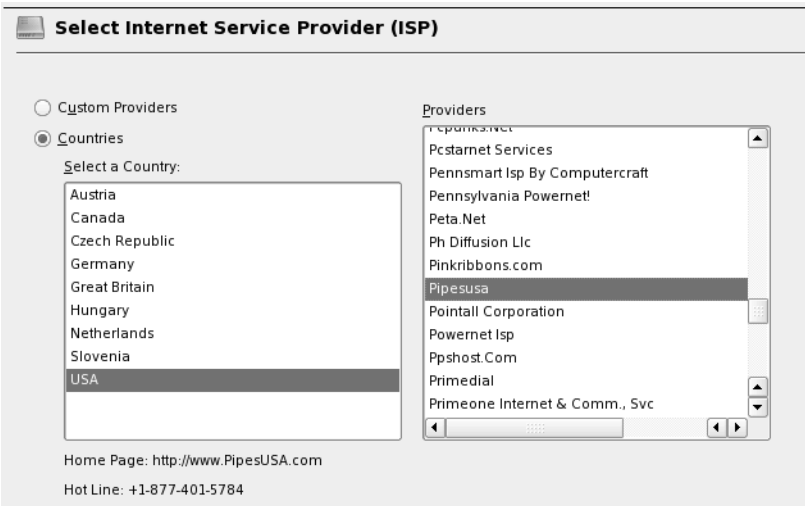 Select Internet Service Provider (ISP)
Custom Providers
Countries
Select a Country:
Austria
Canada
Czech Republic
Germany
Great Britain
Hungary
Netherlands
Slovenia
USA
Providers
Pcstarnet Services
Pennsmart Isp By Computercraft
Pennsylvania Powernet!
Peta.Net
Ph Diffusion Llc
Pinkribbons.com
Pipesusa
Pointall Corporation
Powernet Isp
Ppshost.Com
Primedial
Primeone Internet & Comm., Svc
Home Page: http://www.PipesUSA.com
Hot Line: +1-877-401-5784